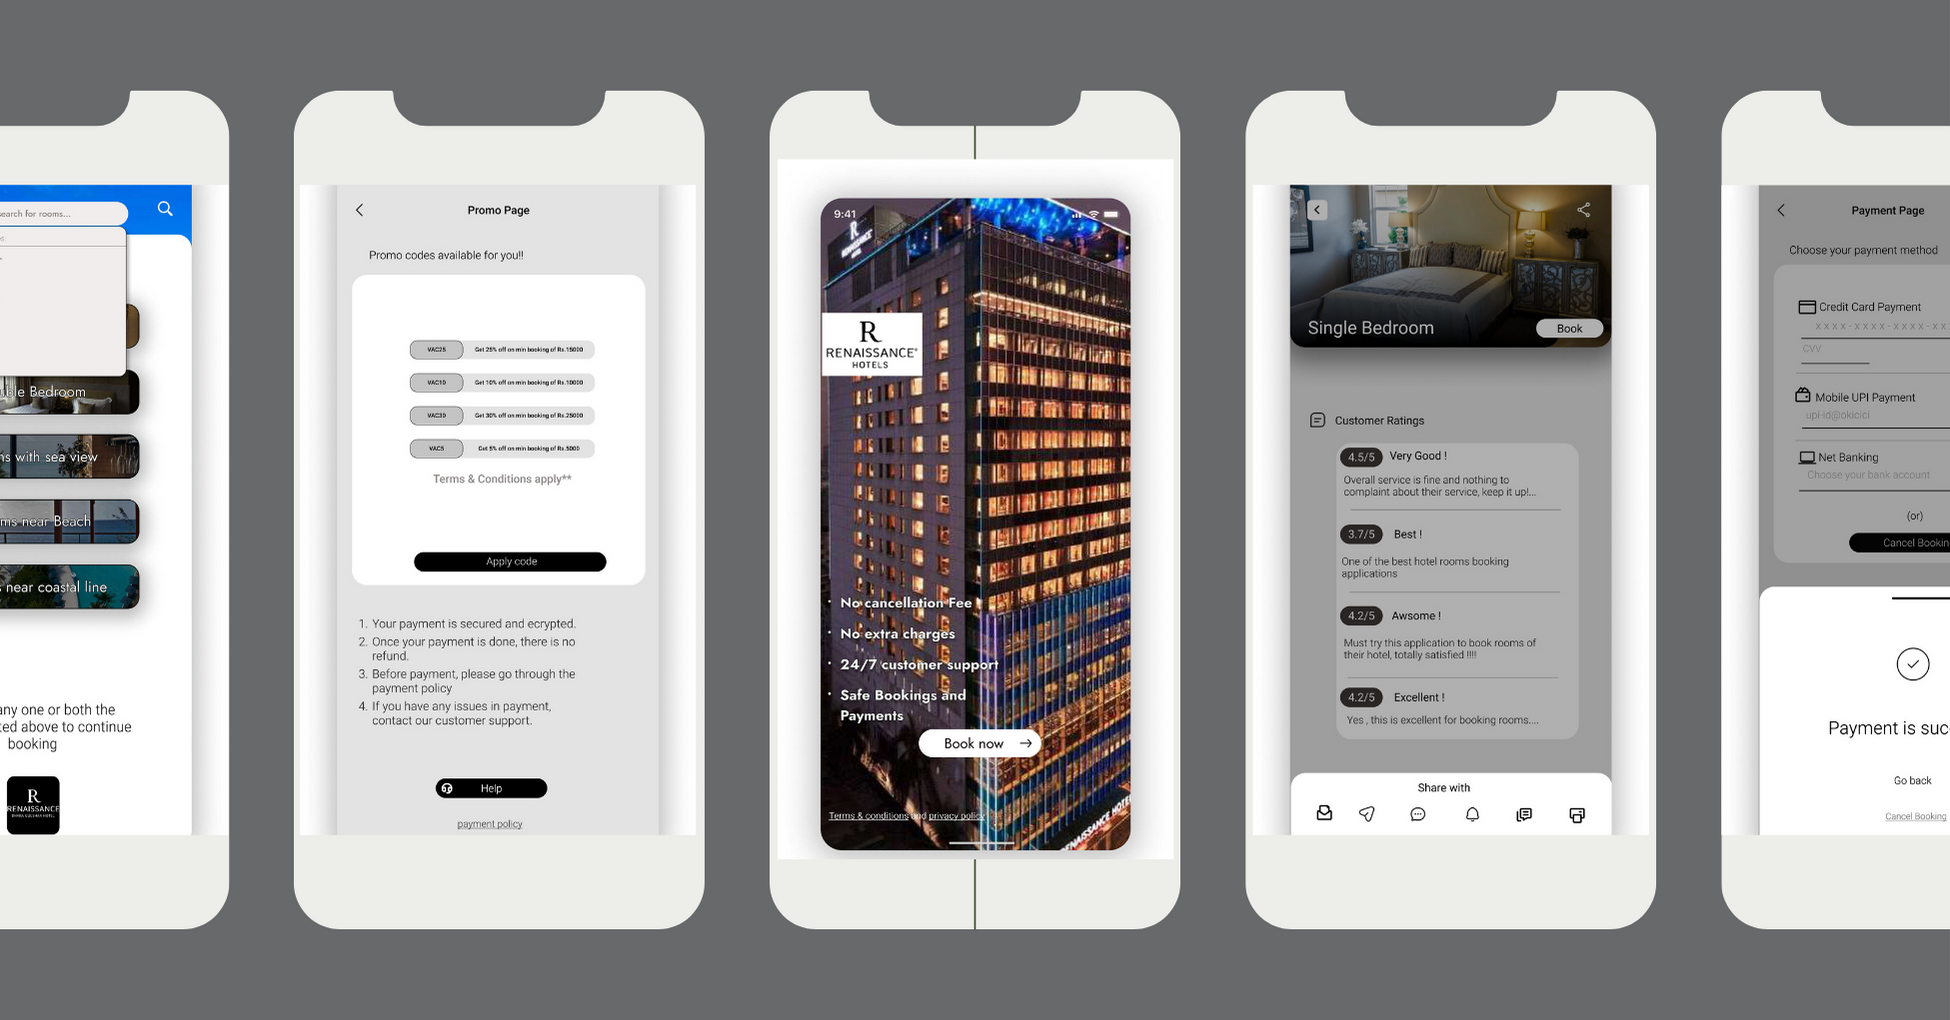 earch for rooms...
ble Bedroom
ns with sea view
ms near Beach
s near coastal line
any one or both the
ted above to continue
booking
R
RENAISSANCE
Promo Page
Promo codes available for you!!
VAC25 Get 25% off on min booking of Rs.15000
VAC10 Get 10% off on min booking of Rs.10000
VAC30 Get 30% off on min booking of Rs.25000
VAC5 Get 5% off on min booking of Rs.5000
Terms & Conditions apply**
Apply code
1. Your payment is secured and ecrypted.
2. Once your payment is done, there is no
refund.
3. Before payment, please go through the
payment policy
4. If you have any issues in payment,
contact our customer support.
Help
payment policy
9:41
RENAISSANCE
R
RENAISSANCE
HOTELS
· No cancellation Fee
· No extra charges
· 24/7 customer support
· Safe Bookings and
Payments
Book now →
Terms & conditions and privacy policy
RENAISSANCE HOTEL
Single Bedroom
Book
Customer Ratings
4.5/5 Very Good !
Overall service is fine and nothing to
complaint about their service, keep it up!...
3.7/5 Best !
One of the best hotel rooms booking
applications
4.2/5 Awsome !
Must try this application to book rooms of
their hotel, totally satisfied !!!!
4.2/5 Excellent !
Yes , this is excellent for booking rooms....
Share with
Payment Page
Choose your payment method
Credit Card Payment
XXXX-XXXX-XXXX-XX
CVV
Mobile UPI Payment
upi-id@okicici
Net Banking
Choose your bank account
(or)
Cancel Bookin
Payment is suc
Go back
Cancel Booking